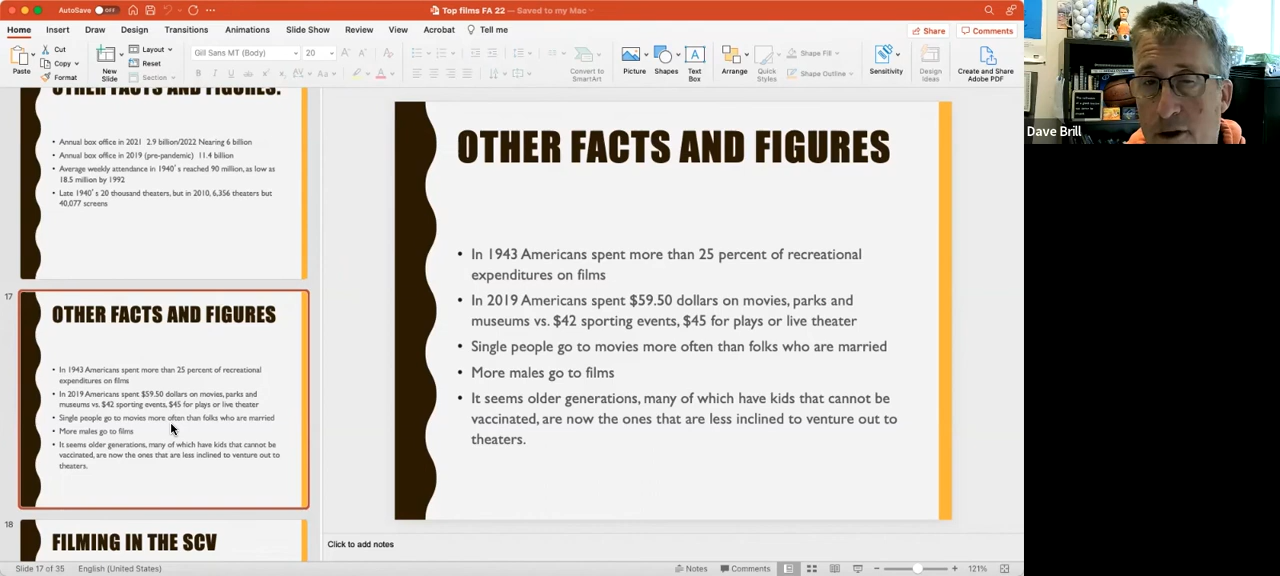 AutoSave OFF
Top films FA 22 — Saved to my Mac
Home Insert Draw Design Transitions Animations Slide Show Review View Acrobat Tell me
Share Comments
Paste
Cut
Copy
Format
New Slide
Layout
Reset
Section
Gill Sans MT (Body) 20
Convert to SmartArt
Picture
Shapes
Text Box
Arrange
Quick Styles
Shape Fill
Shape Outline
Sensitivity
Design Ideas
Create and Share Adobe PDF
OTHER FACTS AND FIGURES:
• Annual box office in 2021 2.9 billion/2022 Nearing 6 billion
• Annual box office in 2019 (pre-pandemic) 11.4 billion
• Average weekly attendance in 1940's reached 90 million, as low as
18.5 million by 1992
• Late 1940's 20 thousand theaters, but in 2010, 6,356 theaters but
40,077 screens
17
OTHER FACTS AND FIGURES
• In 1943 Americans spent more than 25 percent of recreational
expenditures on films
• In 2019 Americans spent $59.50 dollars on movies, parks and
museums vs. $42 sporting events, $45 for plays or live theater
• Single people go to movies more often than folks who are married
• More males go to films
• It seems older generations, many of which have kids that cannot be
vaccinated, are now the ones that are less inclined to venture out to
theaters.
18
FILMING IN THE SCV
OTHER FACTS AND FIGURES
• In 1943 Americans spent more than 25 percent of recreational
expenditures on films
• In 2019 Americans spent $59.50 dollars on movies, parks and
museums vs. $42 sporting events, $45 for plays or live theater
• Single people go to movies more often than folks who are married
• More males go to films
• It seems older generations, many of which have kids that cannot be
vaccinated, are now the ones that are less inclined to venture out to
theaters.
Click to add notes
Slide 17 of 35 English (United States)
Notes Comments 121%
Dave Brill